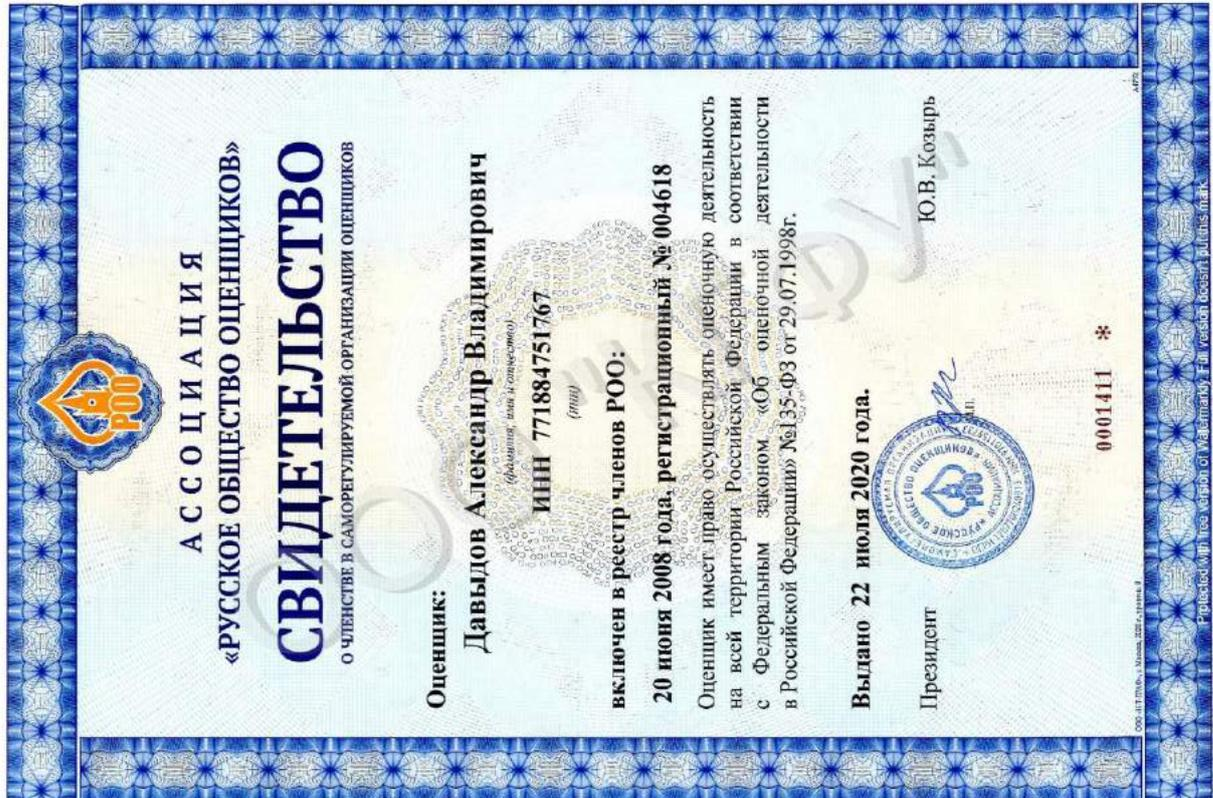 РОО
АССОЦИАЦИЯ
«РУССКОЕ ОБЩЕСТВО ОЦЕНЩИКОВ»
СВИДЕТЕЛЬСТВО
О ЧЛЕНСТВЕ В САМОРЕГУЛИРУЕМОЙ ОРГАНИЗАЦИИ ОЦЕНЩИКОВ
Оценщик:
Давыдов Александр Владимирович
(фамилия, имя и отчество)
ИНН 771884751767
(инн)
включен в реестр членов РОО:
20 июня 2008 года, регистрационный № 004618
Оценщик имеет право осуществлять оценочную деятельность
на всей территории Российской Федерации в соответствии
с Федеральным законом «Об оценочной деятельности
в Российской Федерации» №135-ФЗ от 29.07.1998г.
Выдано 22 июля 2020 года.
Президент Ю.В. Козырь
РОО
0001411 *
Protected with free version of Watermarkly. Full version doesn't put this mark.